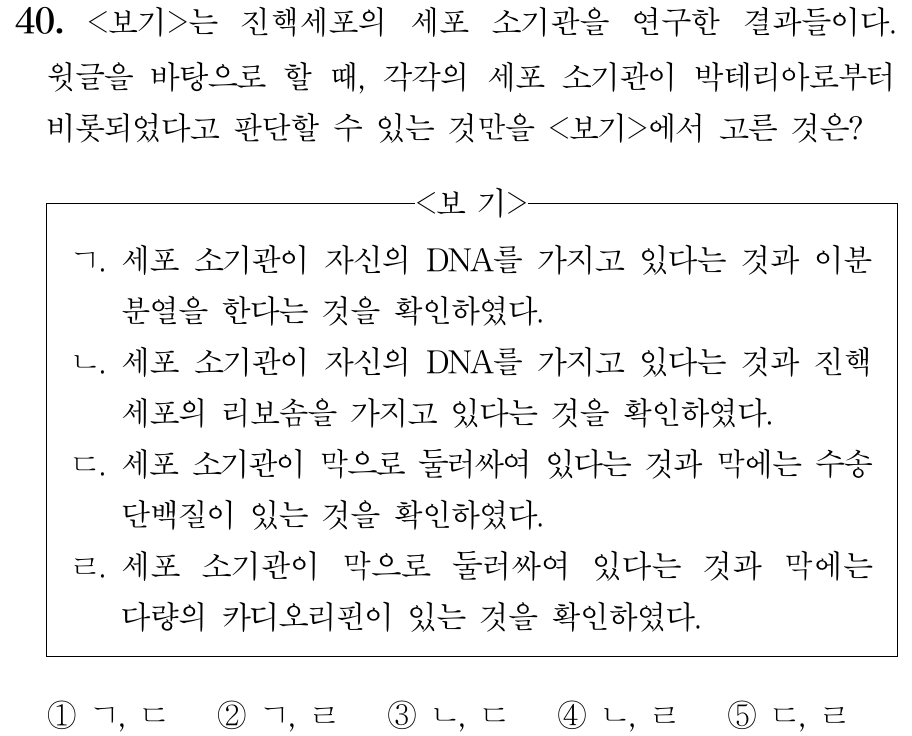 40. <보기>는 진핵세포의 세포 소기관을 연구한 결과들이다.
윗글을 바탕으로 할 때, 각각의 세포 소기관이 박테리아로부터
비롯되었다고 판단할 수 있는 것만을 <보기>에서 고른 것은?
<보 기>
ㄱ. 세포 소기관이 자신의 DNA를 가지고 있다는 것과 이분
분열을 한다는 것을 확인하였다.
ㄴ. 세포 소기관이 자신의 DNA를 가지고 있다는 것과 진핵
세포의 리보솜을 가지고 있다는 것을 확인하였다.
ㄷ. 세포 소기관이 막으로 둘러싸여 있다는 것과 막에는 수송
단백질이 있는 것을 확인하였다.
ㄹ. 세포 소기관이 막으로 둘러싸여 있다는 것과 막에는
다량의 카디오리핀이 있는 것을 확인하였다.
① ㄱ, ㄷ ② ㄱ, ㄹ ③ ㄴ, ㄷ ④ ㄴ, ㄹ ⑤ ㄷ, ㄹ